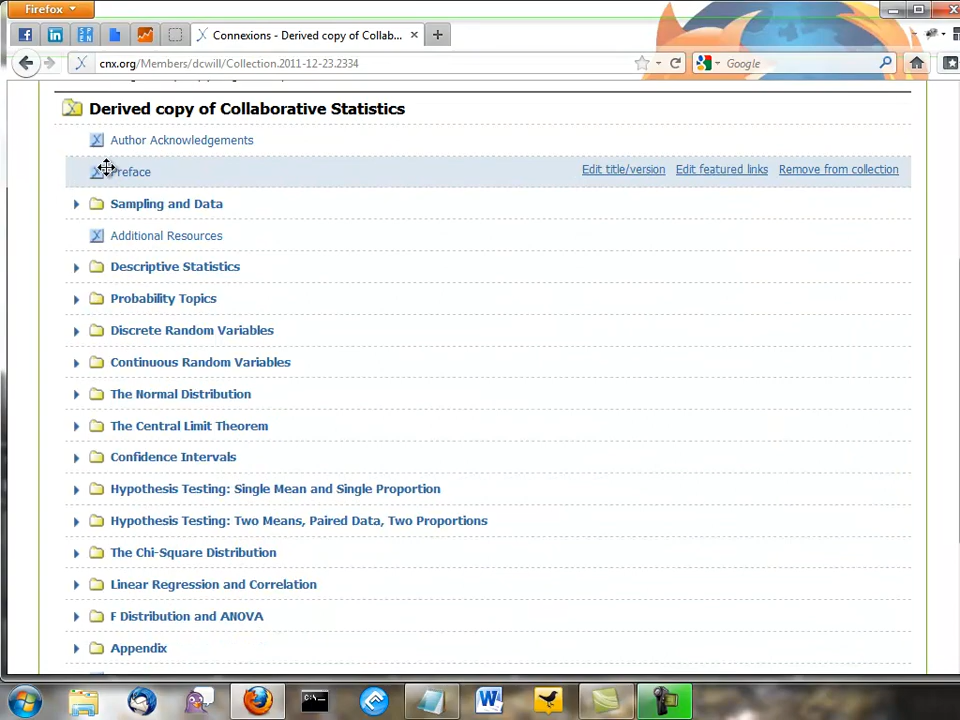 Firefox
Connexions - Derived copy of Collab...
cnx.org/Members/dcwill/Collection.2011-12-23.2334
Google
Derived copy of Collaborative Statistics
Author Acknowledgements
Preface Edit title/version Edit featured links Remove from collection
Sampling and Data
Additional Resources
Descriptive Statistics
Probability Topics
Discrete Random Variables
Continuous Random Variables
The Normal Distribution
The Central Limit Theorem
Confidence Intervals
Hypothesis Testing: Single Mean and Single Proportion
Hypothesis Testing: Two Means, Paired Data, Two Proportions
The Chi-Square Distribution
Linear Regression and Correlation
F Distribution and ANOVA
Appendix